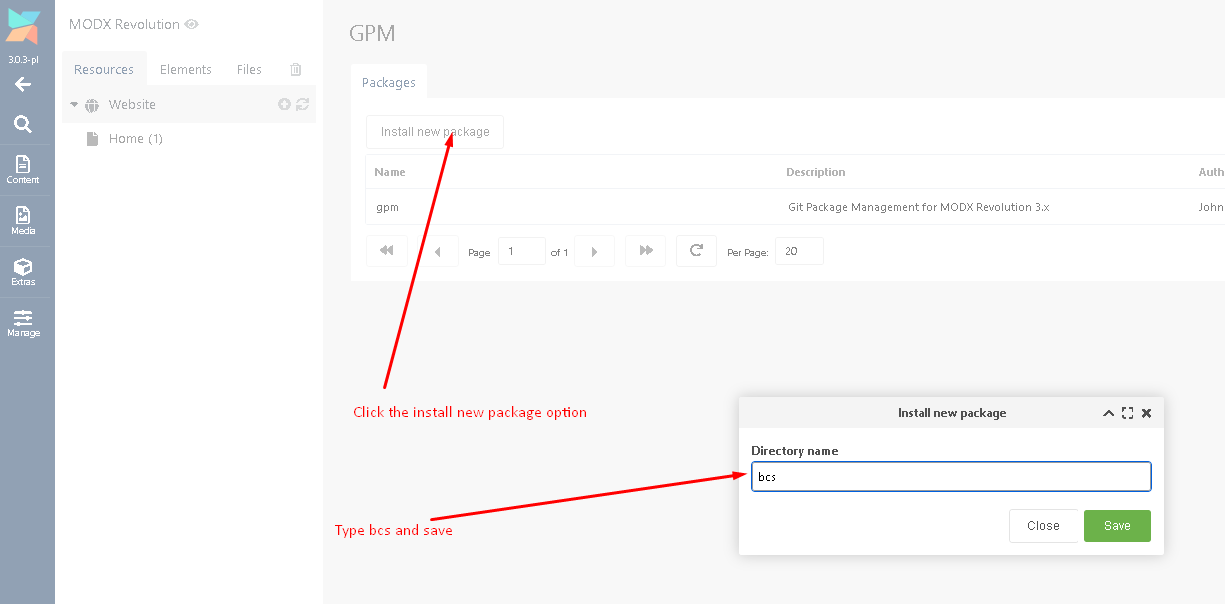 MODX Revolution
GPM
3.0.3-pl
Resources Elements Files
Packages
Website
Install new package
Home (1)
Content
Name Description Auth
gpm Git Package Management for MODX Revolution 3.x John
Media
Page 1 of 1 Per Page: 20
Extras
Manage
Click the install new package option
Install new package
Directory name
bcs
Type bcs and save
Close Save